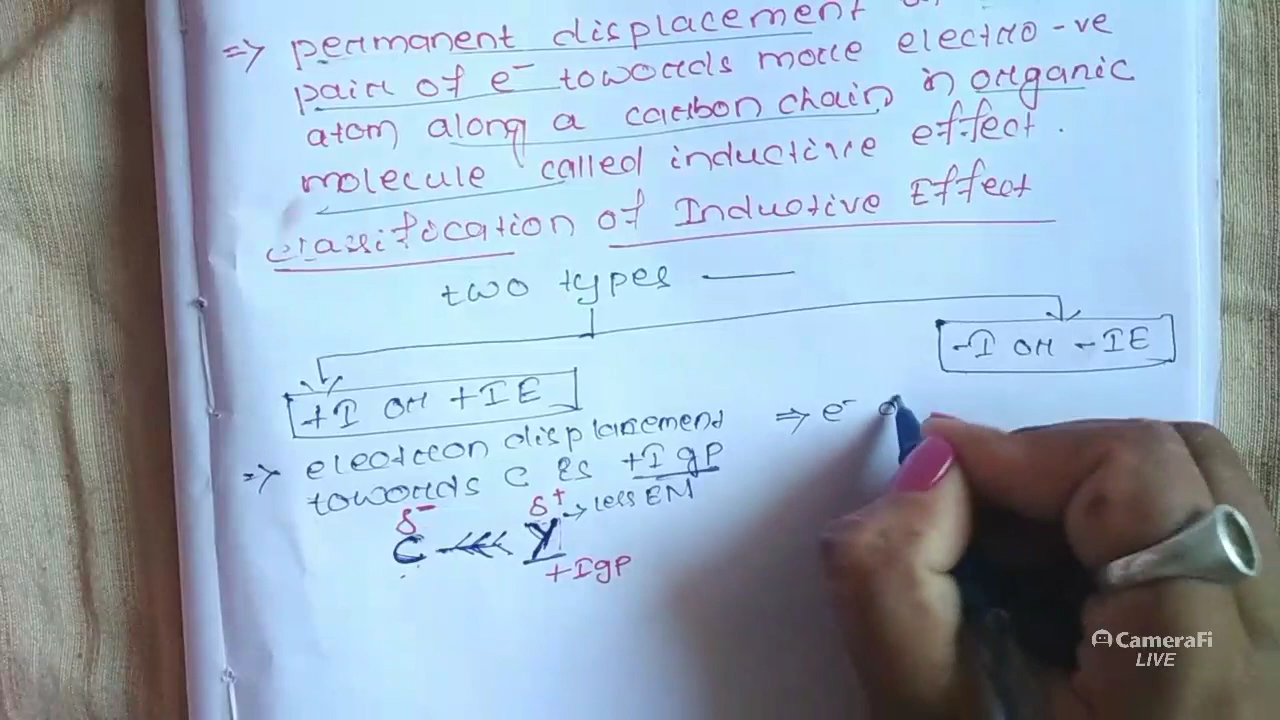 => permanent displacement
pair of e⁻ towards more electro -ve
atom along a carbon chain in organic
molecule called inductive effect.
classification of Inductive Effect
two types —
+I or +IE
-I or -IE
=> electron displacement
towards C is +I gp
=> e⁻
δ⁻ δ⁺ → less EN
C Y
+I gp
CameraFi
LIVE